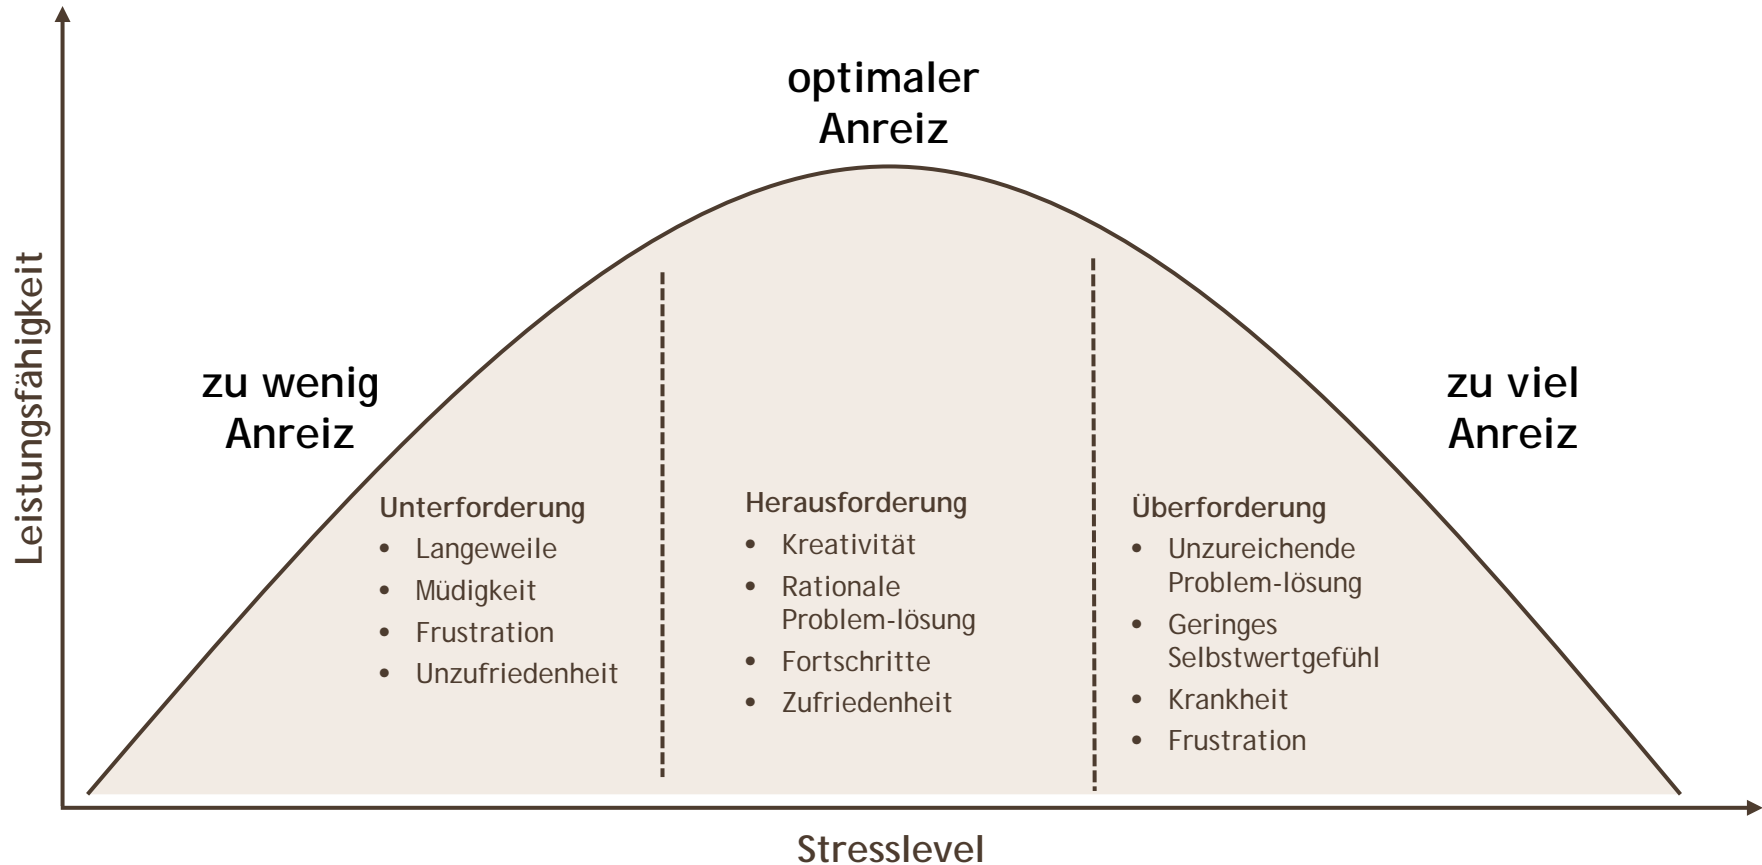 optimaler
Anreiz
zu wenig
Anreiz
zu viel
Anreiz
Leistungsfähigkeit
Unterforderung
• Langeweile
• Müdigkeit
• Frustration
• Unzufriedenheit
Herausforderung
• Kreativität
• Rationale
Problem-lösung
• Fortschritte
• Zufriedenheit
Überforderung
• Unzureichende
Problem-lösung
• Geringes
Selbstwertgefühl
• Krankheit
• Frustration
Stresslevel